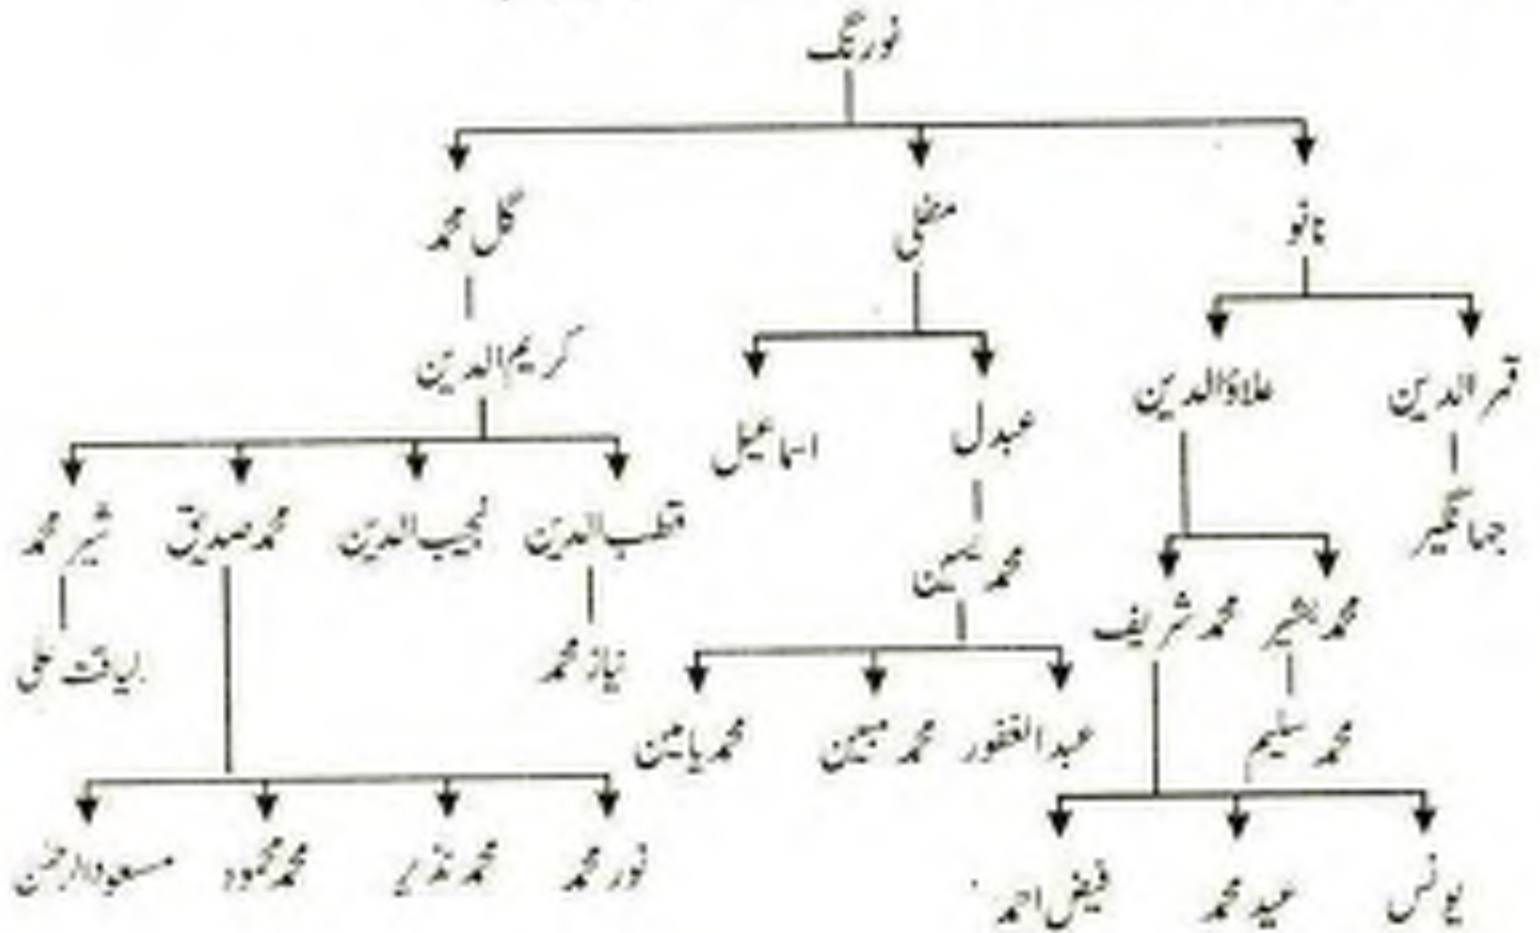 نورنگ
نانو
گل محمد
کریم الدین
علاؤالدین
قمر الدین
اسماعیل
عبدل
جہانگیر
قطب الدین
نجیب الدین
محمد صدیق
شیر محمد
محمد یٰسین
محمد بشیر
محمد شریف
نیاز محمد
لیاقت علی
محمد سلیم
عبدالغفور
محمد مبین
محمد یامین
نور محمد
محمد نذیر
محمد محمود
مسعودالرحمٰن
یونس
عید محمد
فیض احمد